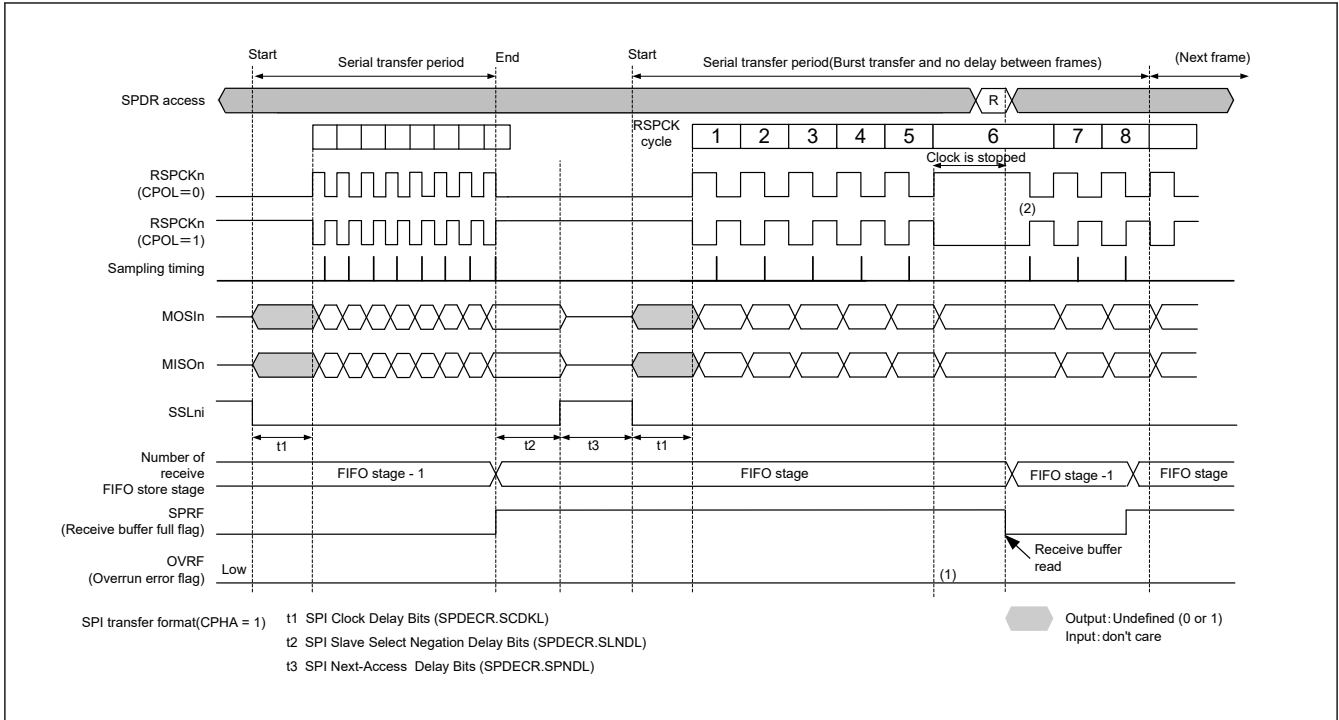 Start
Serial transfer period
End
Start
Serial transfer period(Burst transfer and no delay between frames)
(Next frame)
SPDR access
R
RSPCK
cycle
1 2 3 4 5 6 7 8
Clock is stopped
RSPCKn
(CPOL=0)
(2)
RSPCKn
(CPOL=1)
Sampling timing
MOSIn
MISOn
SSLni
t1 t2 t3 t1
Number of
receive
FIFO store stage
FIFO stage - 1
FIFO stage
FIFO stage -1
FIFO stage
SPRF
(Receive buffer full flag)
Receive buffer
read
OVRF
(Overrun error flag)
Low
(1)
SPI transfer format(CPHA = 1)
t1 SPI Clock Delay Bits (SPDECR.SCDKL)
t2 SPI Slave Select Negation Delay Bits (SPDECR.SLNDL)
t3 SPI Next-Access Delay Bits (SPDECR.SPNDL)
Output:Undefined (0 or 1)
Input:don't care